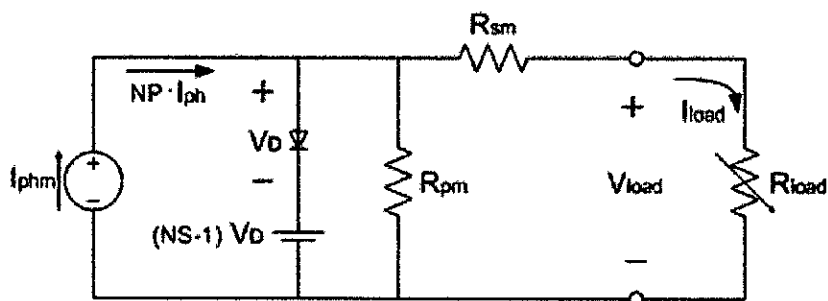 Rsm
NP·Iph
+
VD
−
Iphm
+
−
(NS-1) VD
Rpm
+
Vload
−
Iload
Rload